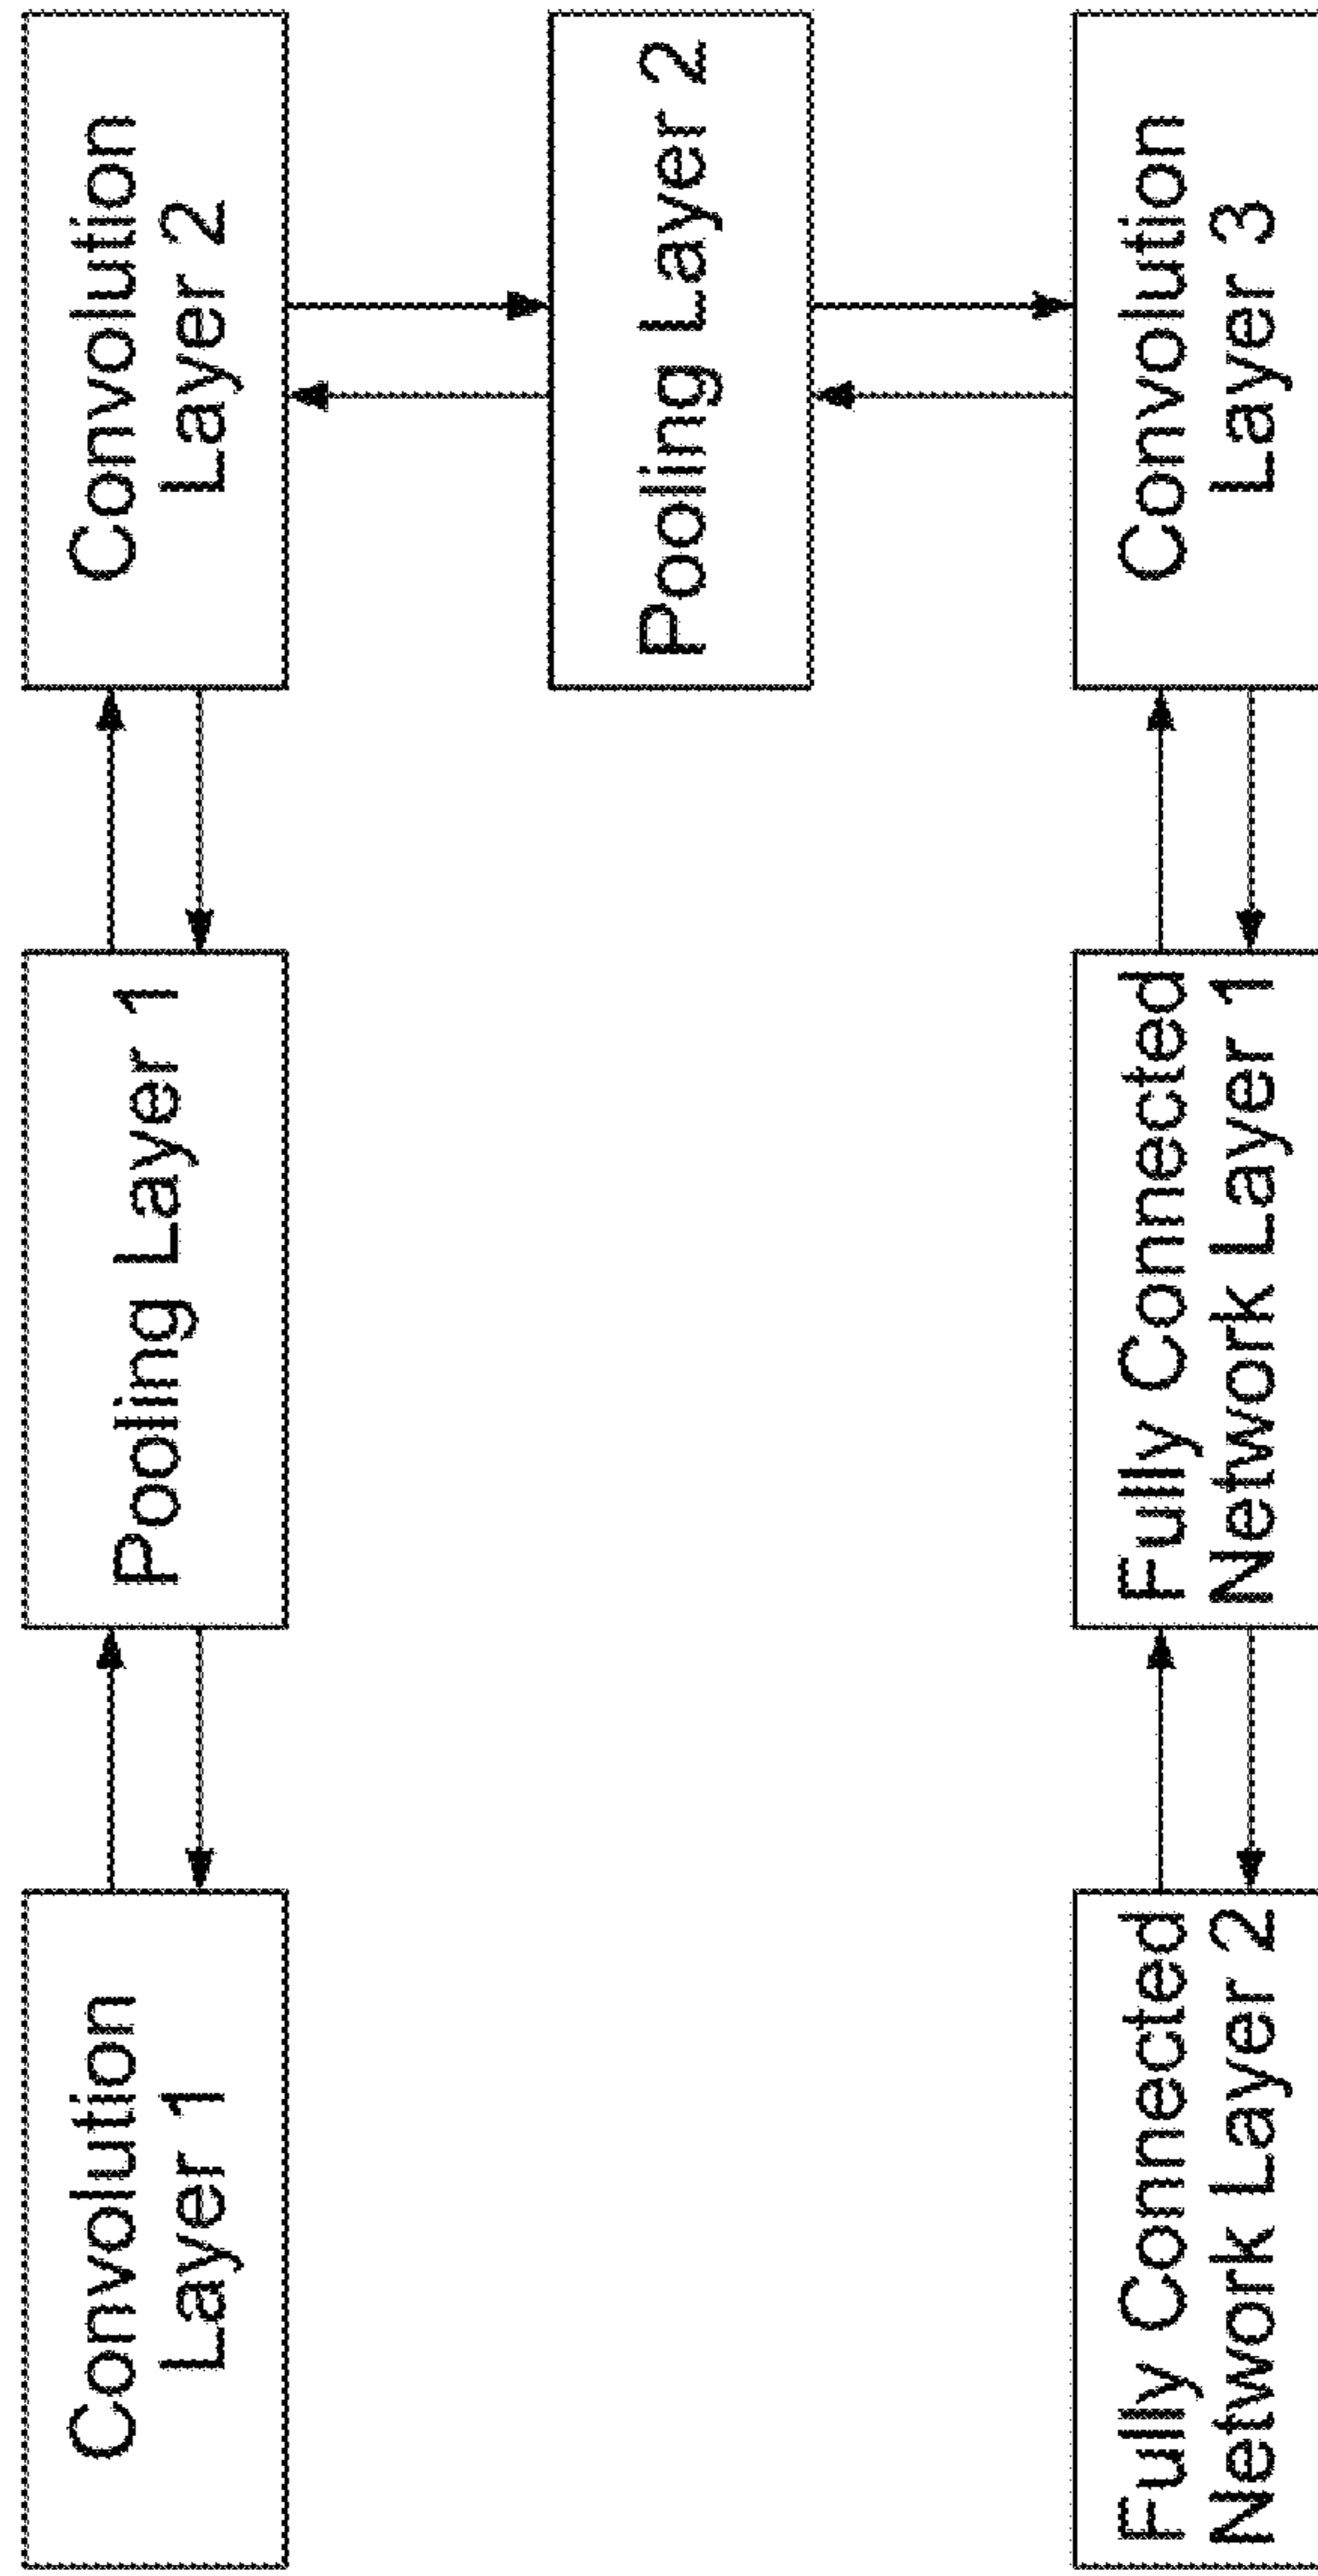 Convolution
Layer 1
Pooling Layer 1
Convolution
Layer 2
Pooling Layer 2
Fully Connected
Network Layer 2
Fully Connected
Network Layer 1
Convolution
Layer 3